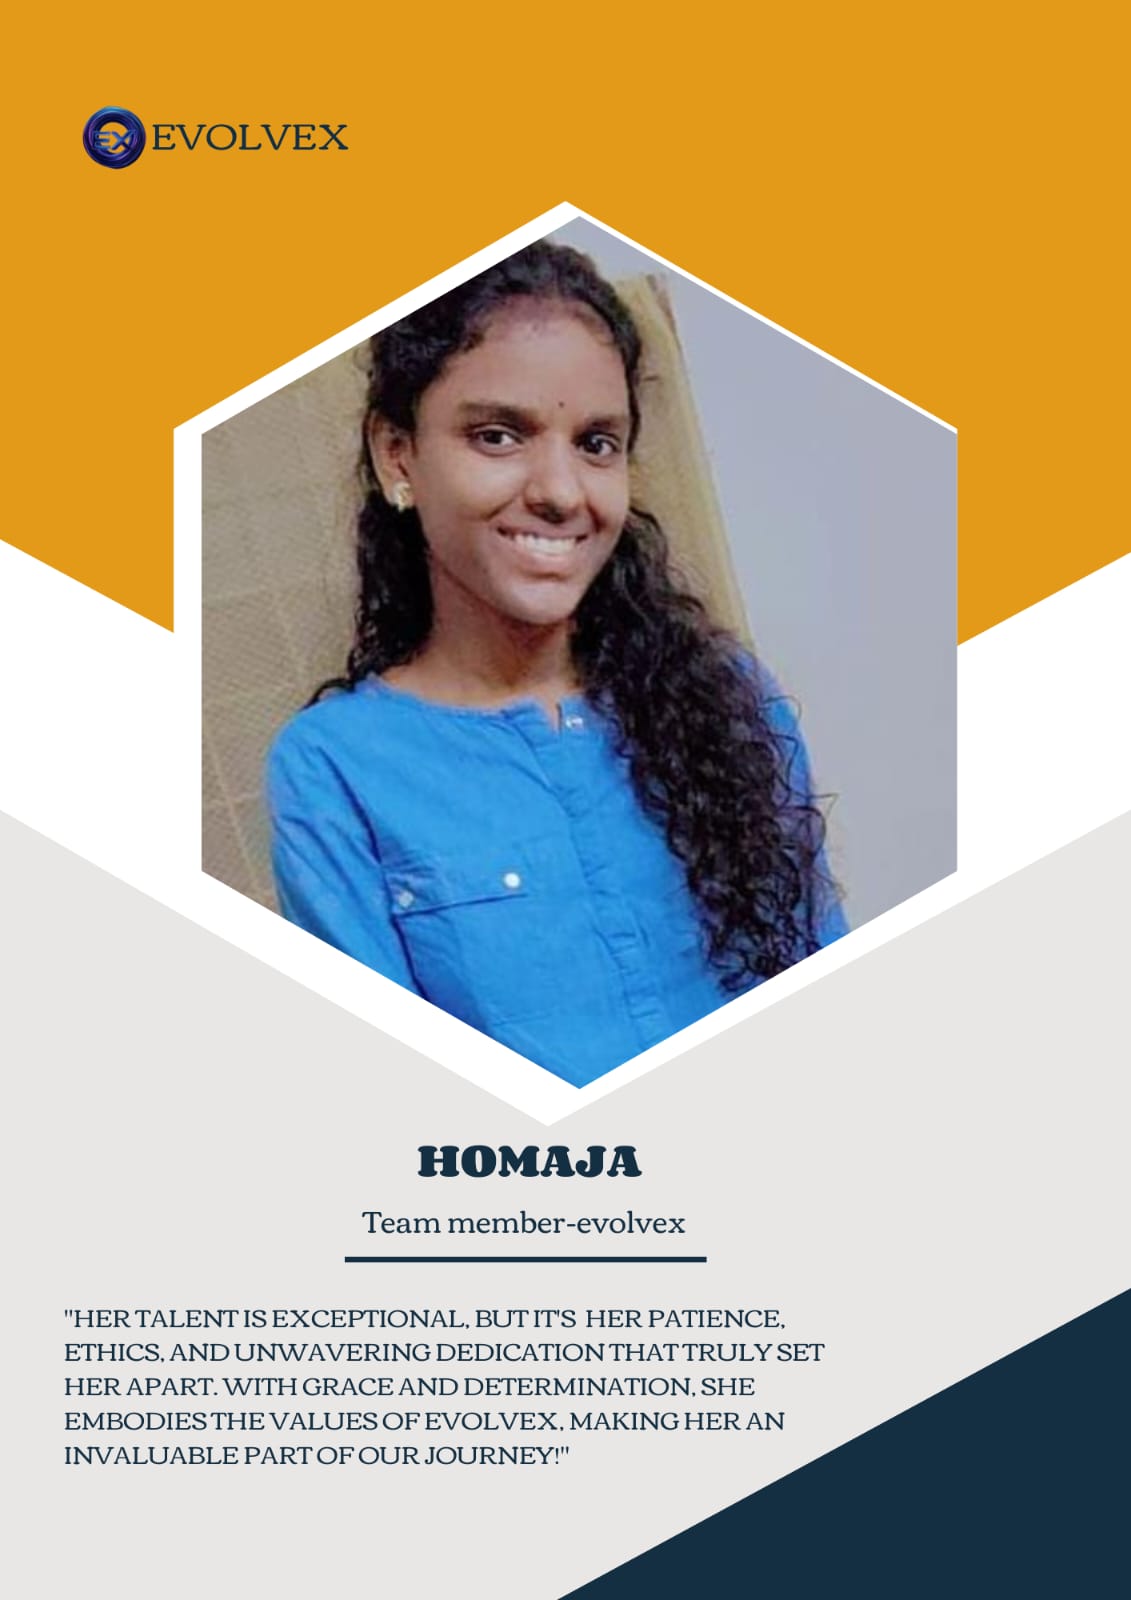 EX EVOLVEX
HOMAJA
Team member-evolvex
"HER TALENT IS EXCEPTIONAL, BUT IT'S HER PATIENCE,
ETHICS, AND UNWAVERING DEDICATION THAT TRULY SET
HER APART. WITH GRACE AND DETERMINATION, SHE
EMBODIES THE VALUES OF EVOLVEX, MAKING HER AN
INVALUABLE PART OF OUR JOURNEY!"